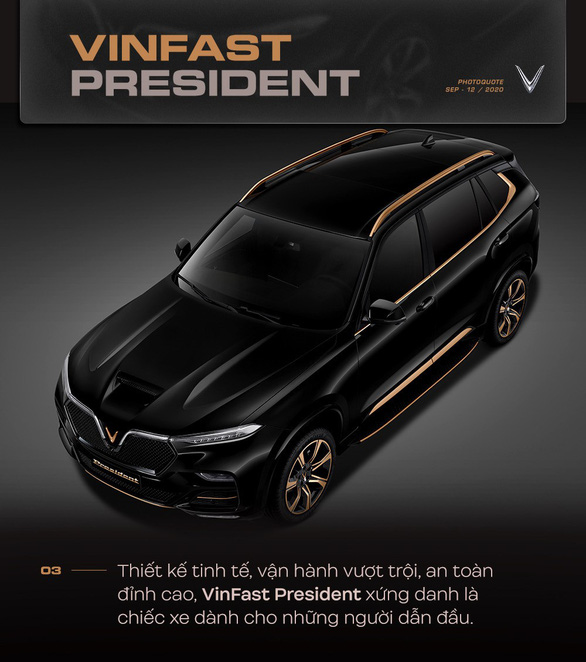 VINFAST
PRESIDENT
PHOTOQUOTE
SEP - 12 / 2020
President
03
Thiết kế tinh tế, vận hành vượt trội, an toàn
đỉnh cao, VinFast President xứng danh là
chiếc xe dành cho những người dẫn đầu.